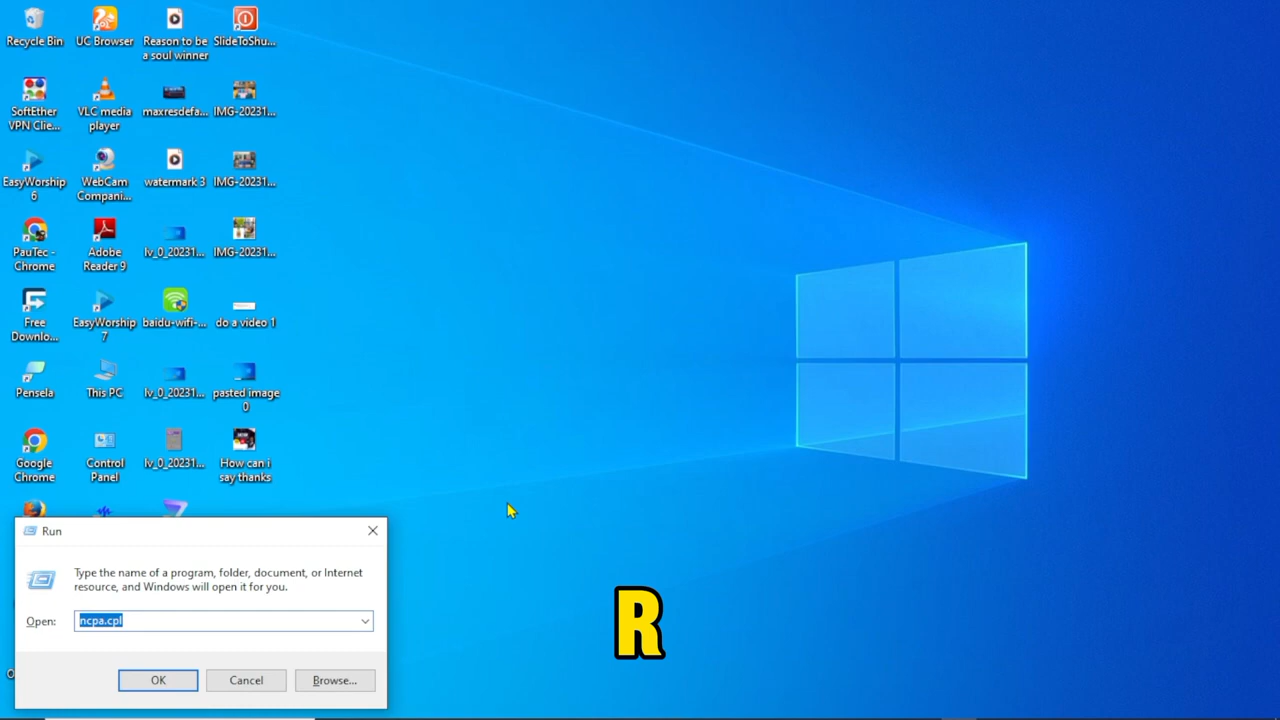 Recycle Bin
UC Browser
Reason to be
a soul winner
SlideToShu...
SoftEther
VPN Clie...
VLC media
player
maxresdefa...
IMG-20231...
EasyWorship
6
WebCam
Compani...
watermark 3
IMG-20231...
PauTec -
Chrome
Adobe
Reader 9
lv_0_20231...
IMG-20231...
Free
Downlo...
EasyWorship
7
baidu-wifi-...
do a video 1
Pensela
This PC
lv_0_20231...
pasted image
0
Google
Chrome
Control
Panel
lv_0_20231...
How can i
say thanks
Run
Type the name of a program, folder, document, or Internet
resource, and Windows will open it for you.
Open: ncpa.cpl
OK
Cancel
Browse...
R